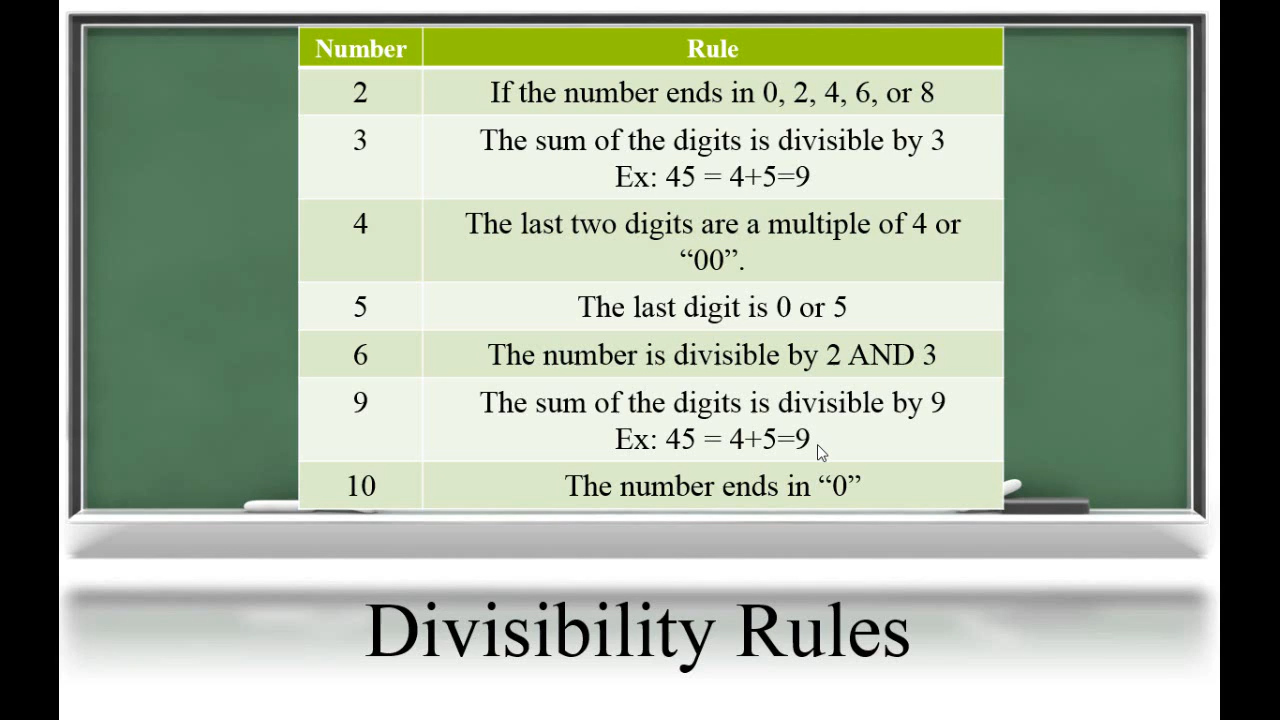 Number Rule
2 If the number ends in 0, 2, 4, 6, or 8
3 The sum of the digits is divisible by 3
Ex: 45 = 4+5=9
4 The last two digits are a multiple of 4 or
“00”.
5 The last digit is 0 or 5
6 The number is divisible by 2 AND 3
9 The sum of the digits is divisible by 9
Ex: 45 = 4+5=9
10 The number ends in “0”
Divisibility Rules